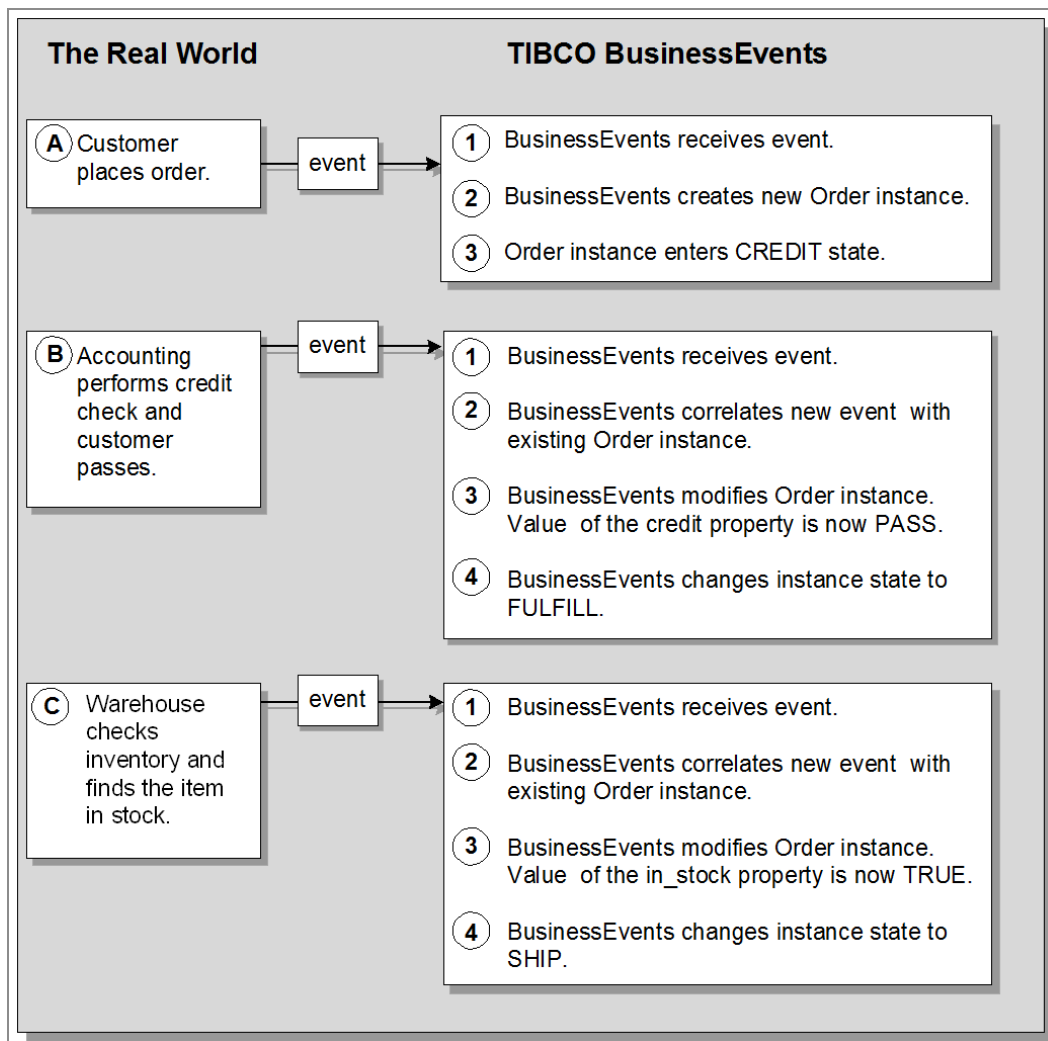 The Real World
TIBCO BusinessEvents
A Customer
places order.
event
1 BusinessEvents receives event.
2 BusinessEvents creates new Order instance.
3 Order instance enters CREDIT state.
B Accounting
performs credit
check and
customer
passes.
event
1 BusinessEvents receives event.
2 BusinessEvents correlates new event with
existing Order instance.
3 BusinessEvents modifies Order instance.
Value of the credit property is now PASS.
4 BusinessEvents changes instance state to
FULFILL.
C Warehouse
checks
inventory and
finds the item
in stock.
event
1 BusinessEvents receives event.
2 BusinessEvents correlates new event with
existing Order instance.
3 BusinessEvents modifies Order instance.
Value of the in_stock property is now TRUE.
4 BusinessEvents changes instance state to
SHIP.